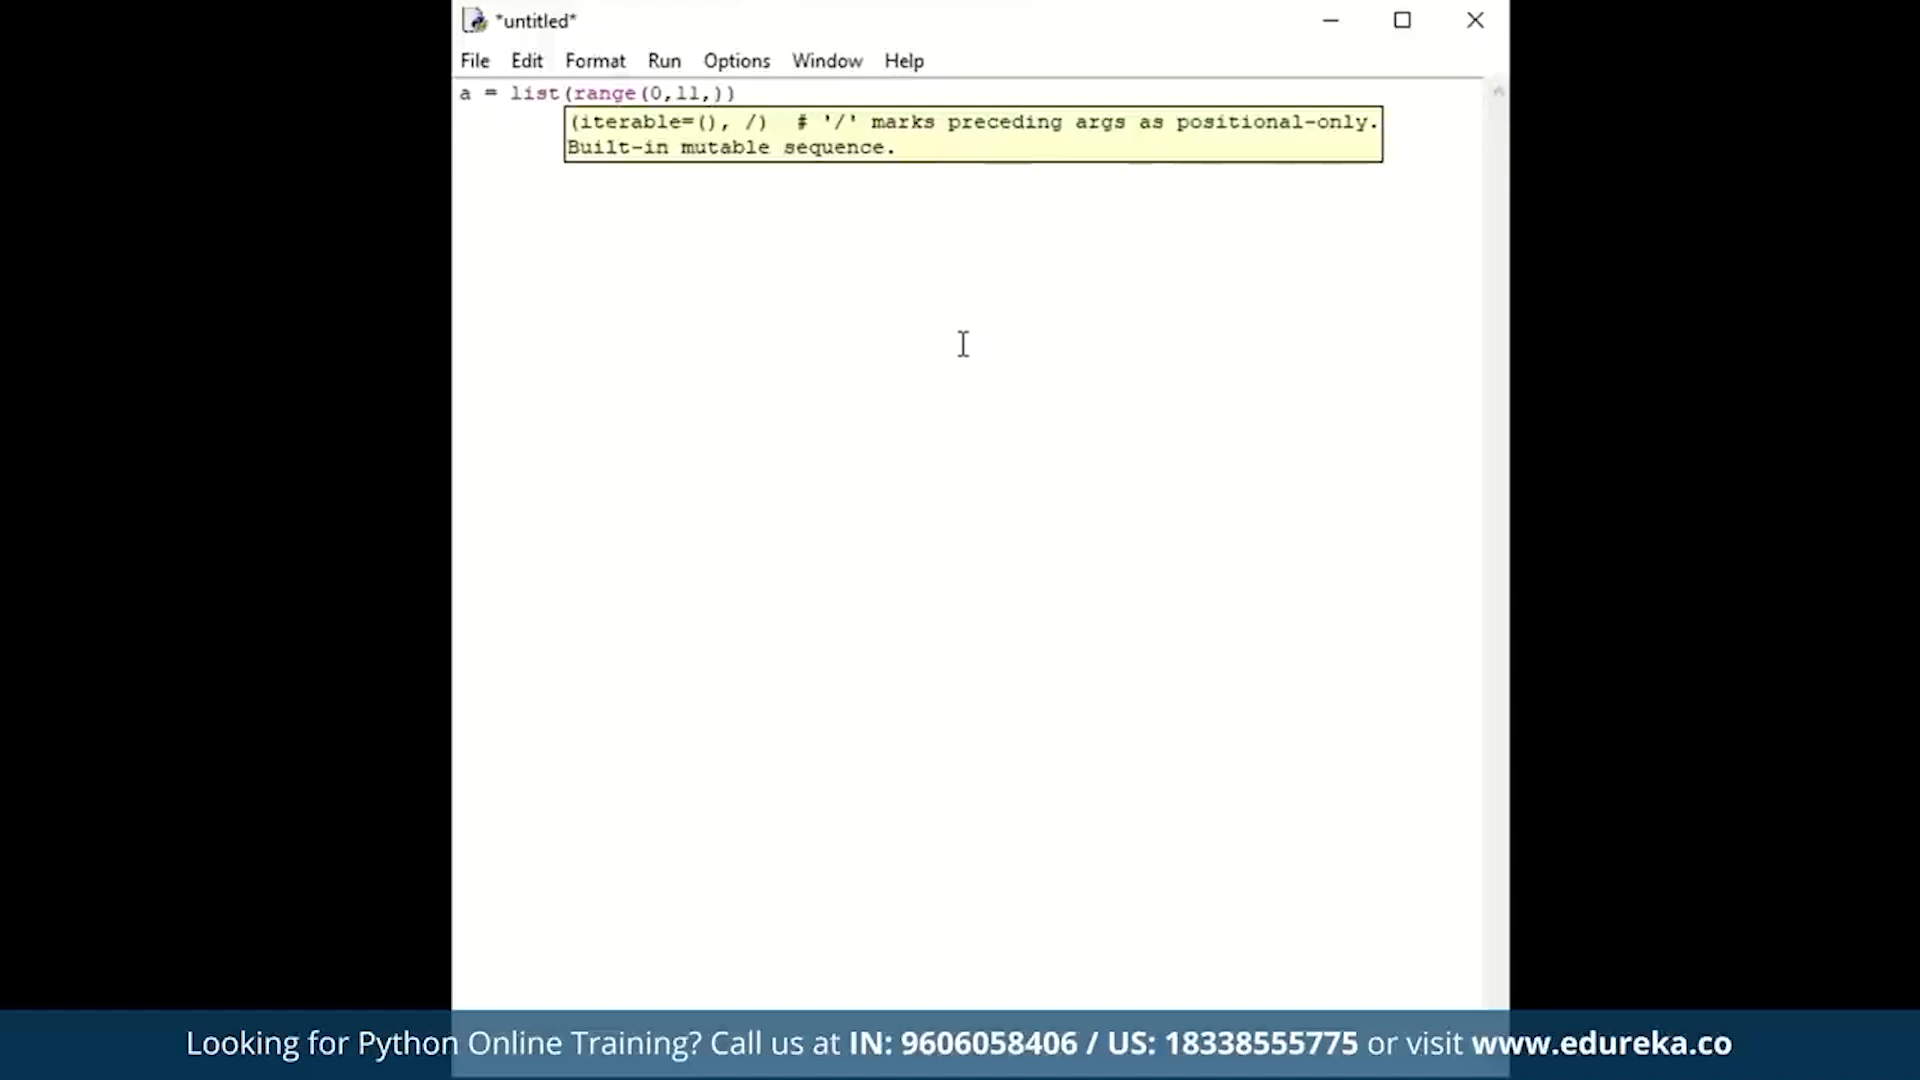 *untitled*
File Edit Format Run Options Window Help
a = list(range(0,11,))
(iterable=(), /)  # '/' marks preceding args as positional-only.
Built-in mutable sequence.
Looking for Python Online Training? Call us at IN: 9606058406 / US: 18338555775 or visit www.edureka.co